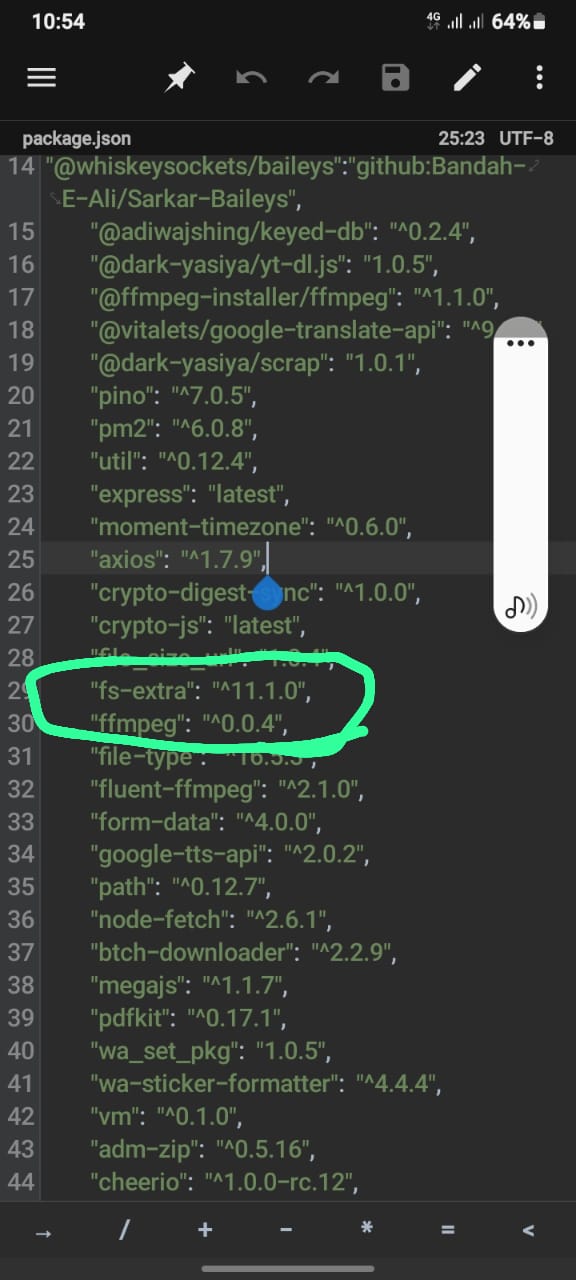 10:54 4G 64%
package.json 25:23 UTF-8
14 "@whiskeysockets/baileys":"github:Bandah-
E-Ali/Sarkar-Baileys",
15 "@adiwajshing/keyed-db": "^0.2.4",
16 "@dark-yasiya/yt-dl.js": "1.0.5",
17 "@ffmpeg-installer/ffmpeg": "^1.1.0",
18 "@vitalets/google-translate-api": "^9
19 "@dark-yasiya/scrap": "1.0.1",
20 "pino": "^7.0.5",
21 "pm2": "^6.0.8",
22 "util": "^0.12.4",
23 "express": "latest",
24 "moment-timezone": "^0.6.0",
25 "axios": "^1.7.9",
26 "crypto-digest-sync": "^1.0.0",
27 "crypto-js": "latest",
28 "file_size_url": "1.0.4",
29 "fs-extra": "^11.1.0",
30 "ffmpeg": "^0.0.4",
31 "file-type": "^16.5.3",
32 "fluent-ffmpeg": "^2.1.0",
33 "form-data": "^4.0.0",
34 "google-tts-api": "^2.0.2",
35 "path": "^0.12.7",
36 "node-fetch": "^2.6.1",
37 "btch-downloader": "^2.2.9",
38 "megajs": "^1.1.7",
39 "pdfkit": "^0.17.1",
40 "wa_set_pkg": "1.0.5",
41 "wa-sticker-formatter": "^4.4.4",
42 "vm": "^0.1.0",
43 "adm-zip": "^0.5.16",
44 "cheerio": "^1.0.0-rc.12",
→ / + - * = <